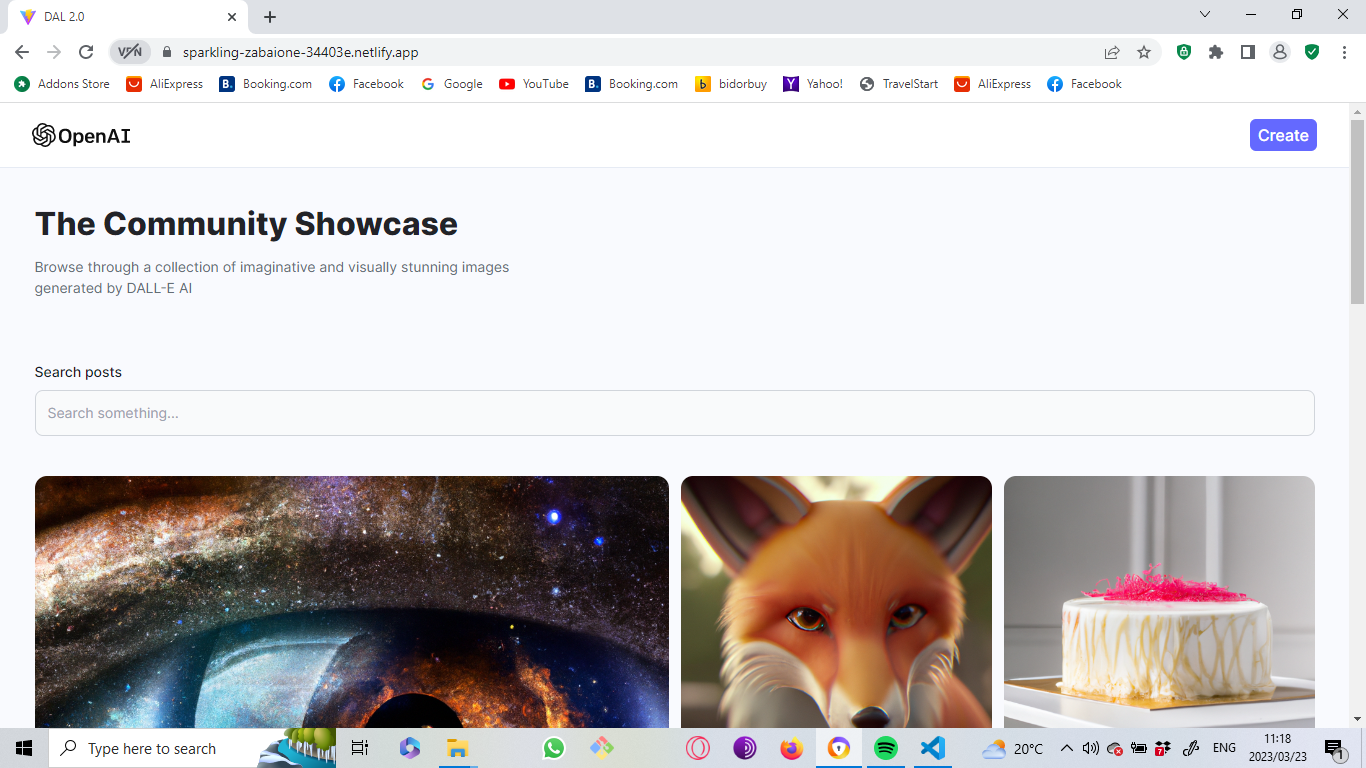 DAL 2.0
VPN
sparkling-zabaione-34403e.netlify.app
Addons Store
AliExpress
B.
Booking.com
Facebook
G
Google
YouTube
B.
Booking.com
b
bidorbuy
Y
Yahoo!
TravelStart
AliExpress
Facebook
OpenAI
Create
The Community Showcase
Browse through a collection of imaginative and visually stunning images
generated by DALL-E AI
Search posts
Search something...
Type here to search
20°C
ENG
11:18
2023/03/23
1